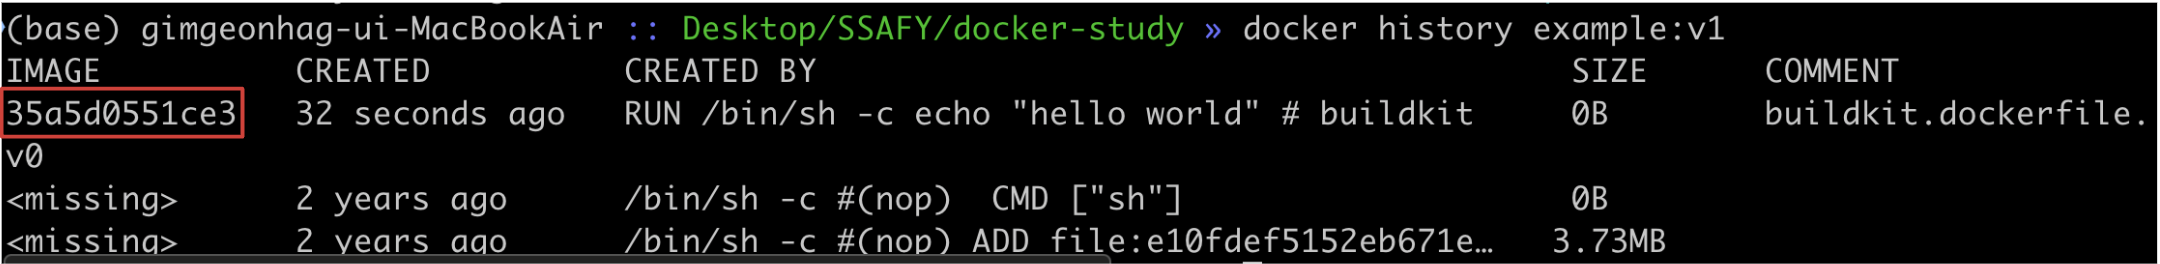 (base) gimgeonhag-ui-MacBookAir :: Desktop/SSAFY/docker-study » docker history example:v1
IMAGE CREATED CREATED BY SIZE COMMENT
35a5d0551ce3 32 seconds ago RUN /bin/sh -c echo "hello world" # buildkit 0B buildkit.dockerfile.
v0
<missing> 2 years ago /bin/sh -c #(nop)  CMD ["sh"] 0B
<missing> 2 years ago /bin/sh -c #(nop) ADD file:e10fdef5152eb671e… 3.73MB